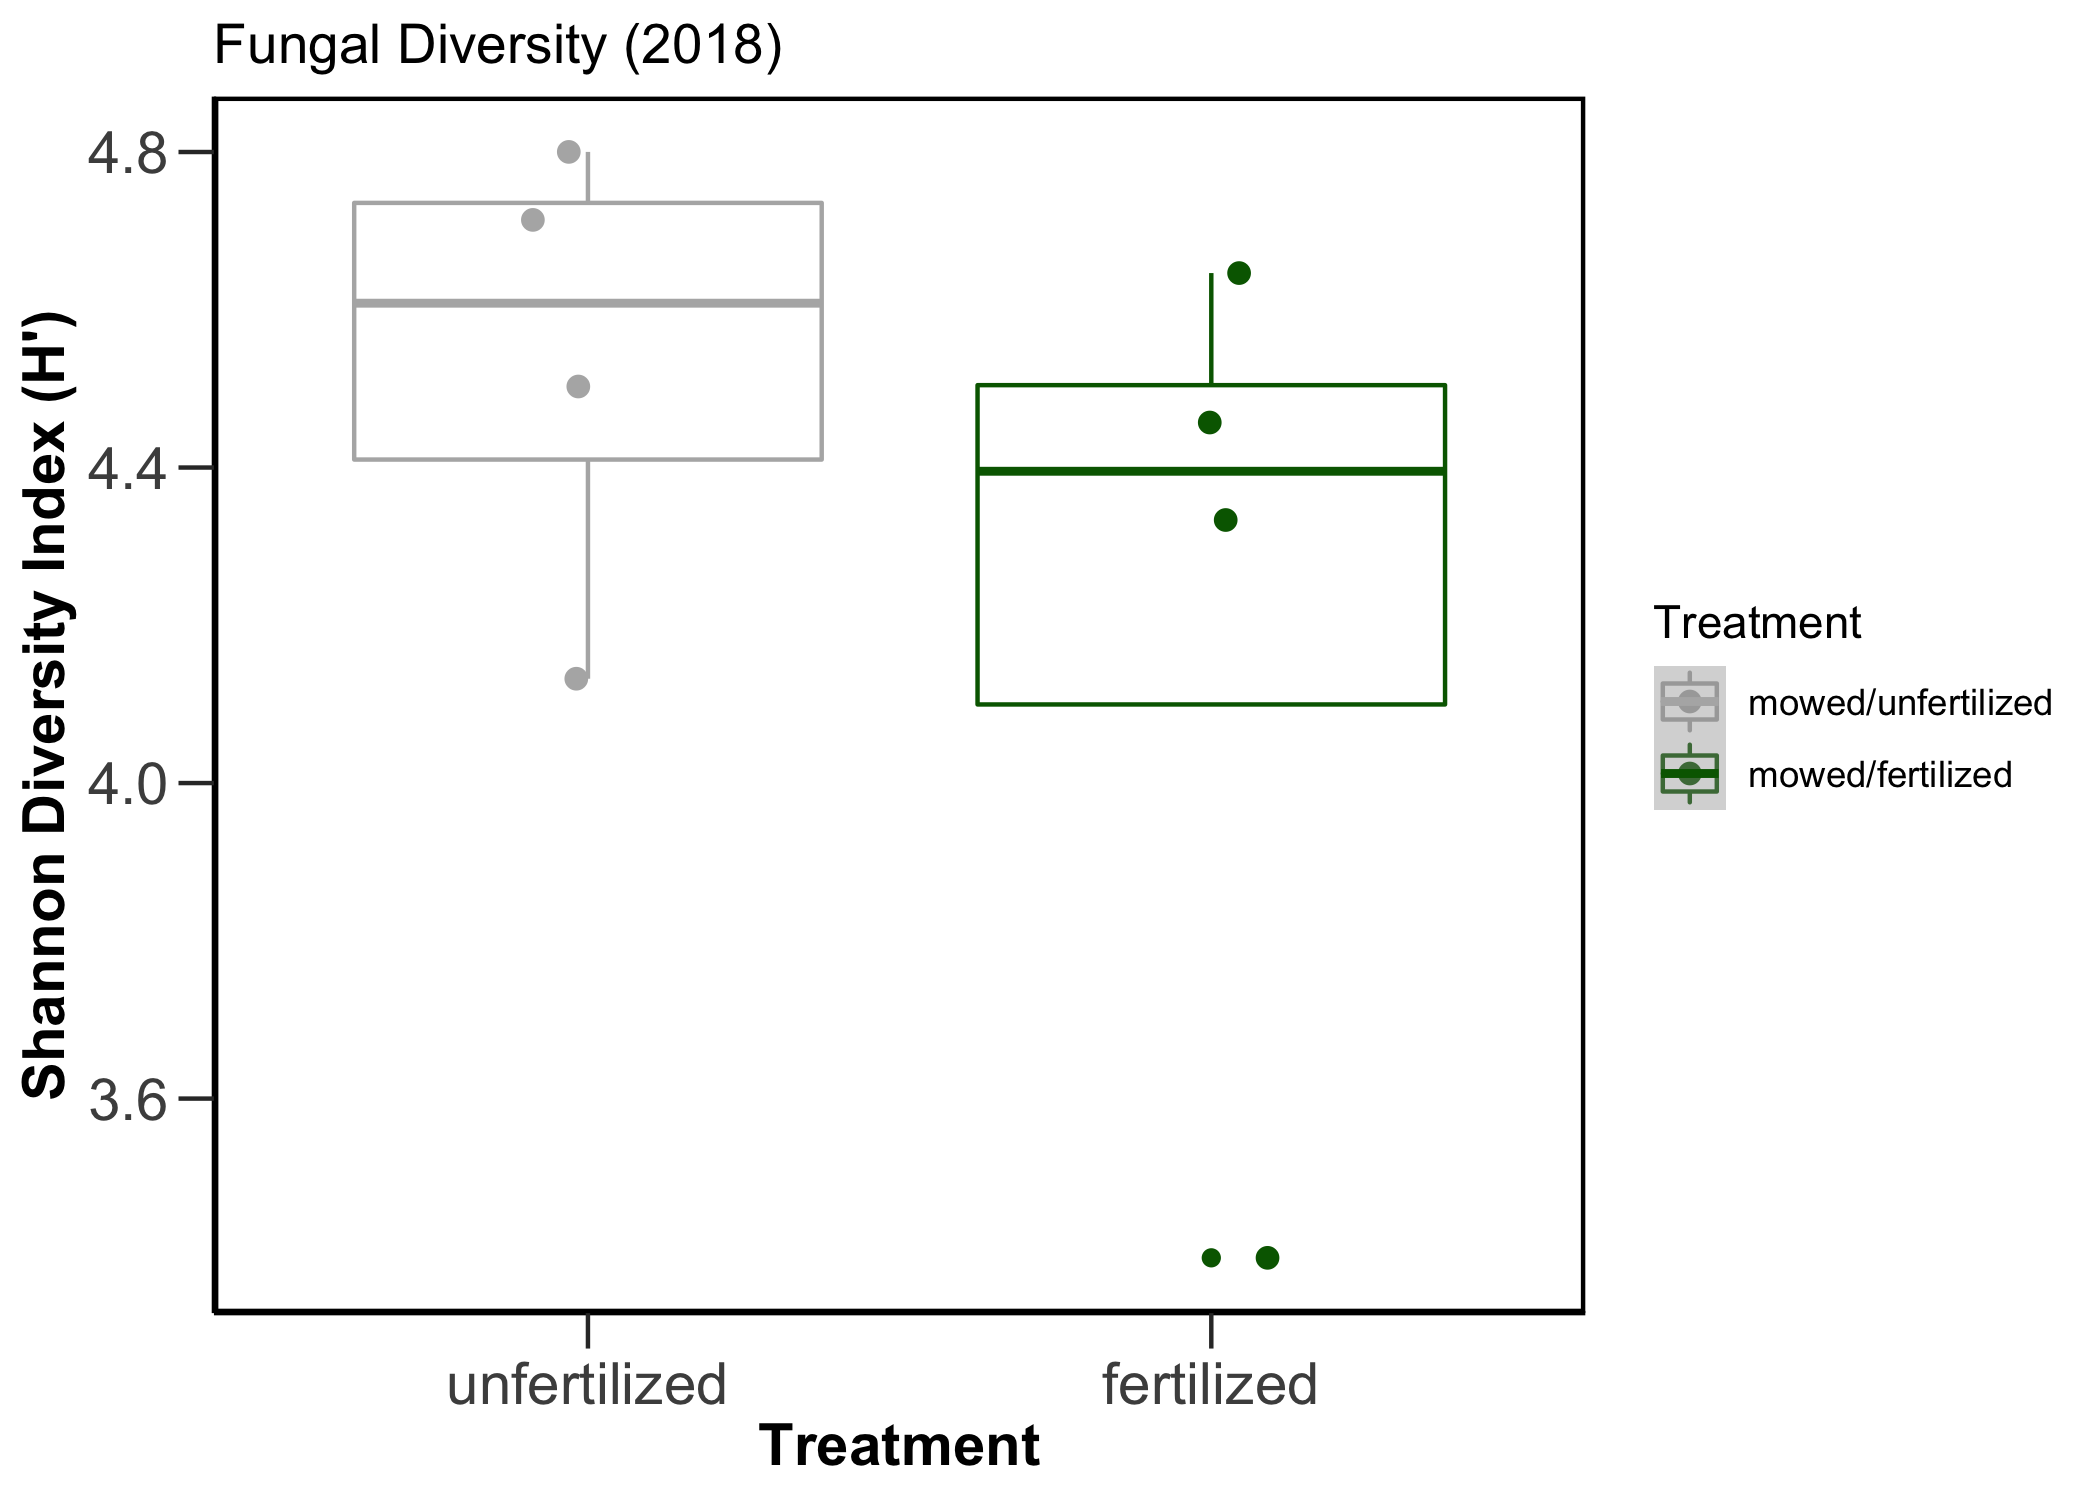 Fungal Diversity (2018)
Shannon Diversity Index (H')
4.8
4.4
4.0
3.6
unfertilized
fertilized
Treatment
Treatment
mowed/unfertilized
mowed/fertilized